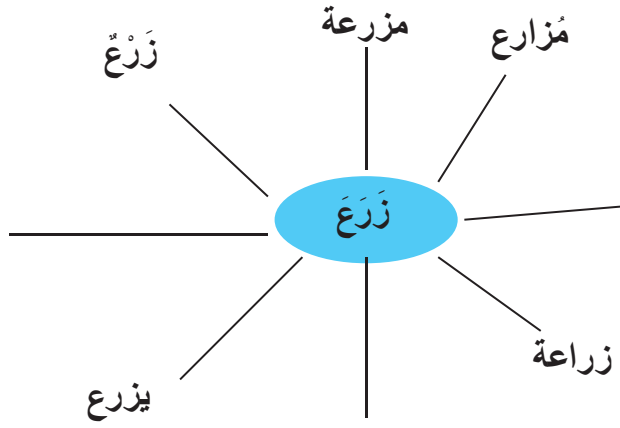 مُزارع
مزرعة
زَرْعٌ
زَرَعَ
زراعة
يزرع